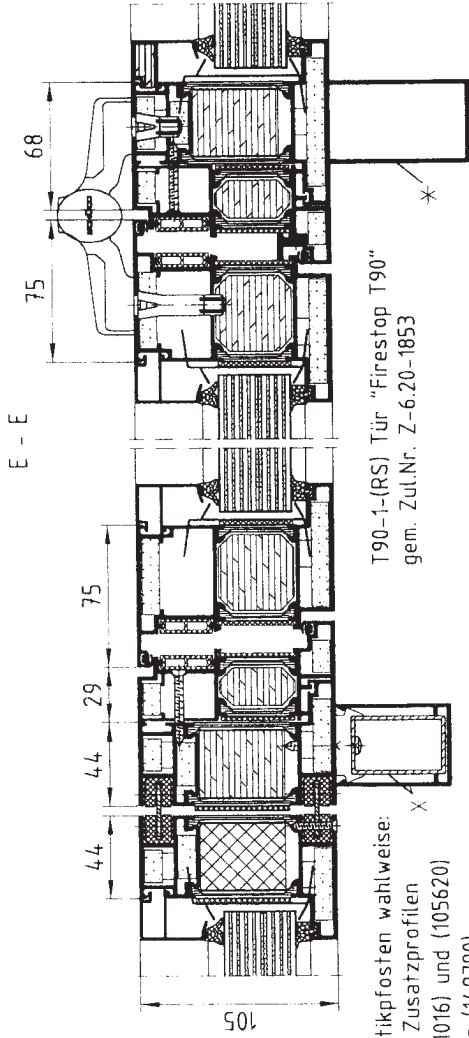 E - E
68
75
75
29
44
44
105
T90-1-(RS) Tür "Firestop T90"
gem. Zul.Nr. Z-6.20-1853
tikpfosten wahlweise:
Zusatzprofilen
1016) und (105620)